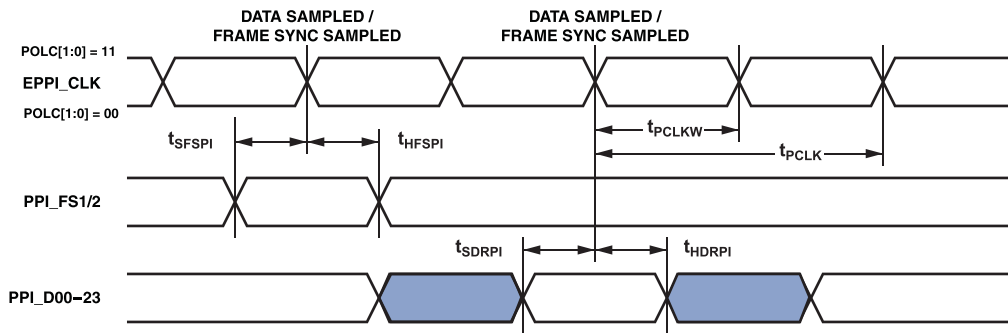 DATA SAMPLED /
FRAME SYNC SAMPLED
DATA SAMPLED /
FRAME SYNC SAMPLED
POLC[1:0] = 11
EPPI_CLK
POLC[1:0] = 00
tSFSPI
tHFSPI
tPCLKW
tPCLK
PPI_FS1/2
tSDRPI
tHDRPI
PPI_D00−23